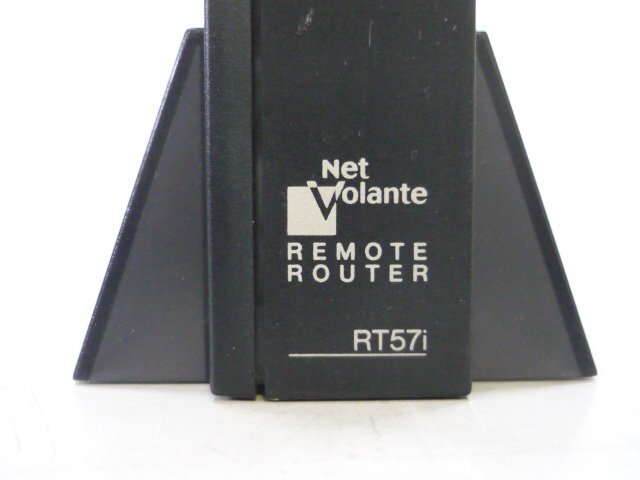 Net
Volante
REMOTE
ROUTER
RT57i